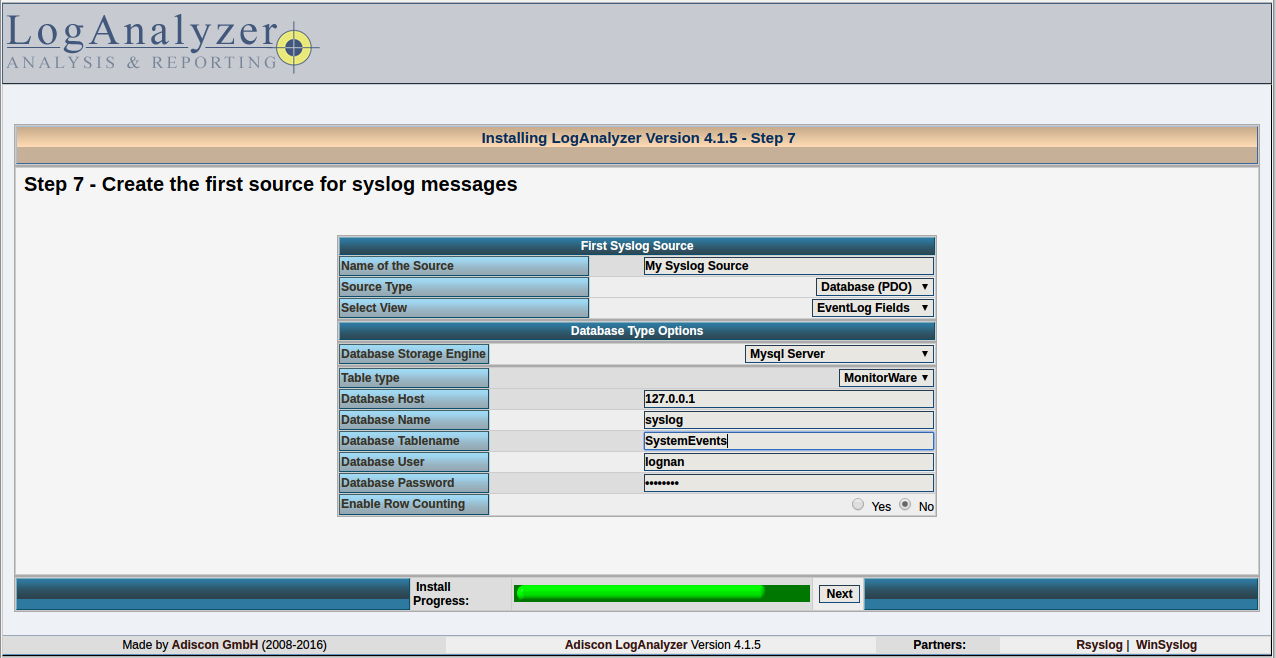 LogAnalyzer
ANALYSIS & REPORTING
Installing LogAnalyzer Version 4.1.5 - Step 7
Step 7 - Create the first source for syslog messages
First Syslog Source
Name of the Source My Syslog Source
Source Type Database (PDO)
Select View EventLog Fields
Database Type Options
Database Storage Engine Mysql Server
Table type MonitorWare
Database Host 127.0.0.1
Database Name syslog
Database Tablename SystemEvents
Database User lognan
Database Password ••••••••
Enable Row Counting Yes No
Install
Progress:
Next
Made by Adiscon GmbH (2008-2016) Adiscon LogAnalyzer Version 4.1.5 Partners: Rsyslog | WinSyslog